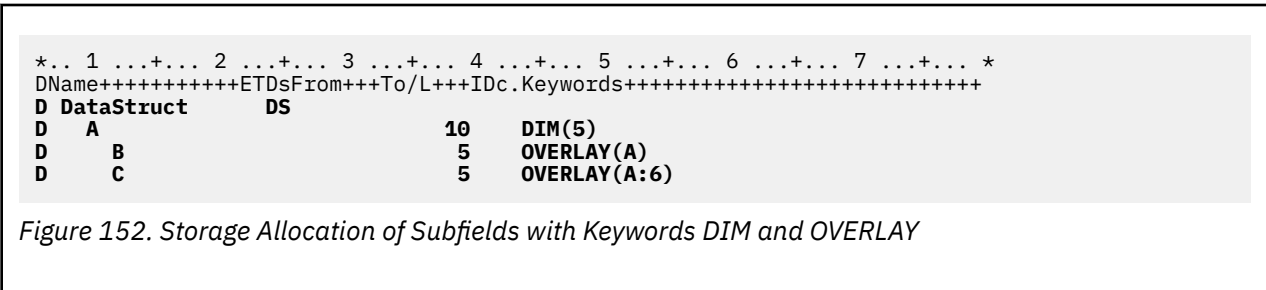 *.. 1 ...+... 2 ...+... 3 ...+... 4 ...+... 5 ...+... 6 ...+... 7 ...+... *
DName+++++++++++ETDsFrom+++To/L+++IDc.Keywords++++++++++++++++++++++++++++
D DataStruct      DS
D   A                           10    DIM(5)
D     B                          5    OVERLAY(A)
D     C                          5    OVERLAY(A:6)
Figure 152. Storage Allocation of Subfields with Keywords DIM and OVERLAY